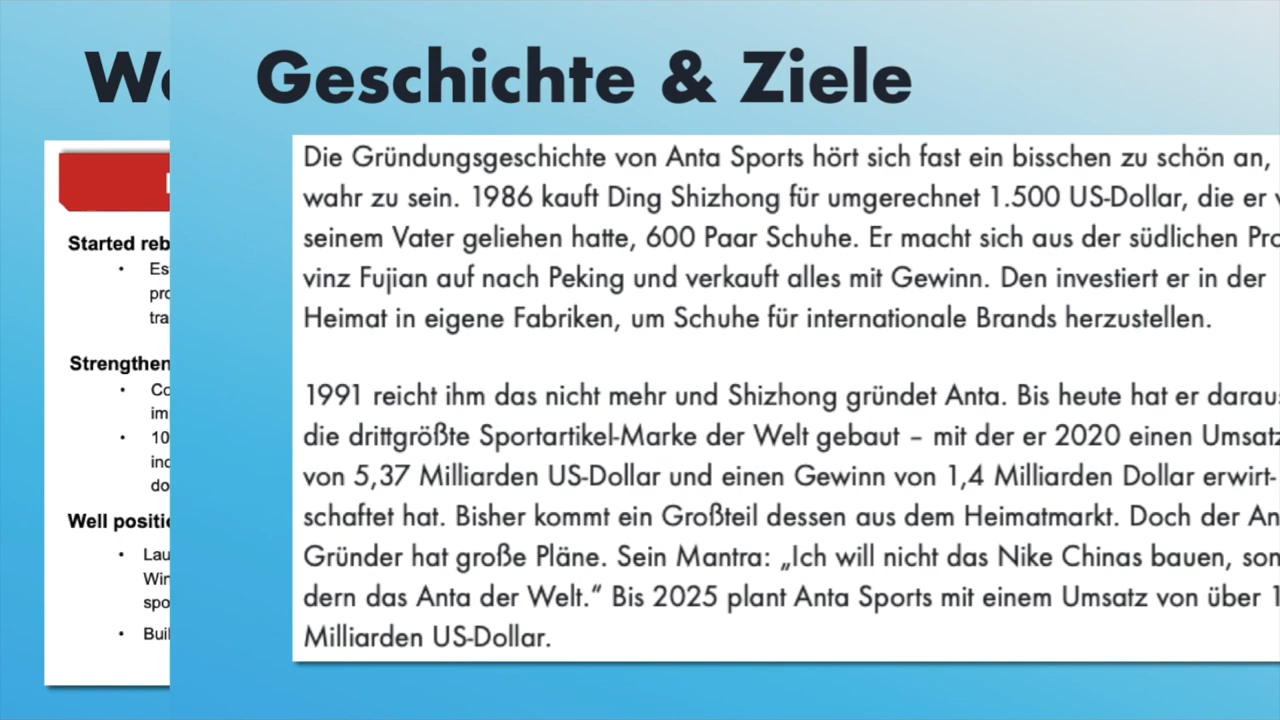 Geschichte & Ziele
Die Gründungsgeschichte von Anta Sports hört sich fast ein bisschen zu schön an,
wahr zu sein. 1986 kauft Ding Shizhong für umgerechnet 1.500 US-Dollar, die er
seinem Vater geliehen hatte, 600 Paar Schuhe. Er macht sich aus der südlichen
vinz Fujian auf nach Peking und verkauft alles mit Gewinn. Den investiert er in der
Heimat in eigene Fabriken, um Schuhe für internationale Brands herzustellen.
1991 reicht ihm das nicht mehr und Shizhong gründet Anta. Bis heute hat er daraus
die drittgrößte Sportartikel-Marke der Welt gebaut – mit der er 2020 einen Umsatz
von 5,37 Milliarden US-Dollar und einen Gewinn von 1,4 Milliarden Dollar erwirt-
schaftet hat. Bisher kommt ein Großteil dessen aus dem Heimatmarkt. Doch der
Gründer hat große Pläne. Sein Mantra: „Ich will nicht das Nike Chinas bauen, son
dern das Anta der Welt.“ Bis 2025 plant Anta Sports mit einem Umsatz von über
Milliarden US-Dollar.
Started
Strengthen
Well